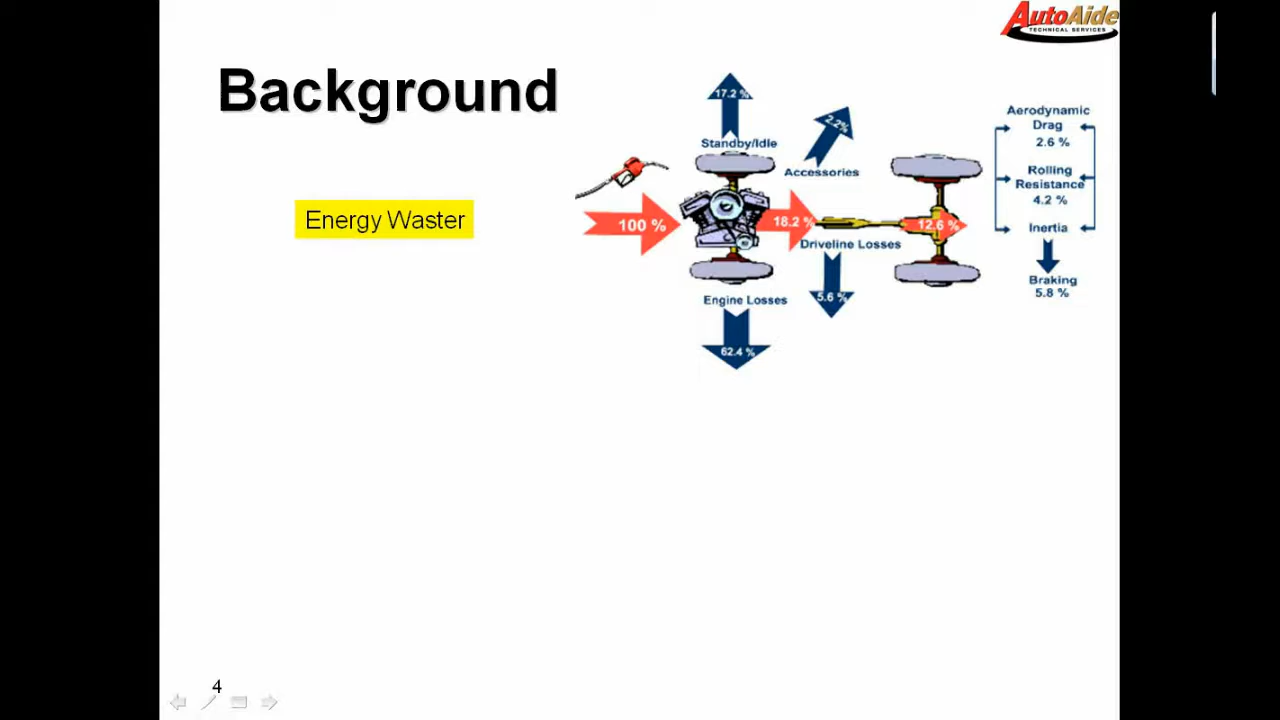 AutoAide
TECHNICAL SERVICES
Background
17.2 %
Standby/Idle
2.2%
Accessories
Aerodynamic
Drag
2.6 %
Rolling
Resistance
4.2 %
Inertia
Braking
5.8 %
Energy Waster
100 %
18.2 %
12.6 %
Driveline Losses
5.6 %
Engine Losses
62.4 %
4